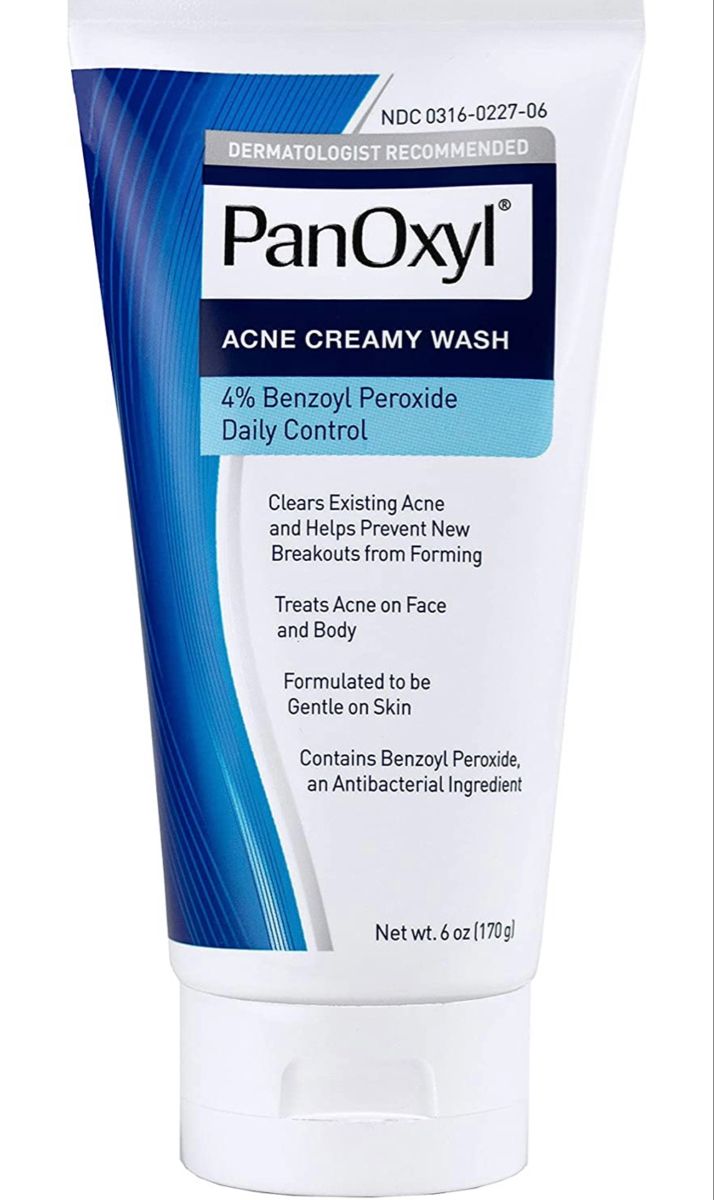 NDC 0316-0227-06
DERMATOLOGIST RECOMMENDED
PanOxyl®
ACNE CREAMY WASH
4% Benzoyl Peroxide
Daily Control
Clears Existing Acne
and Helps Prevent New
Breakouts from Forming
Treats Acne on Face
and Body
Formulated to be
Gentle on Skin
Contains Benzoyl Peroxide,
an Antibacterial Ingredient
Net wt. 6 oz (170g)